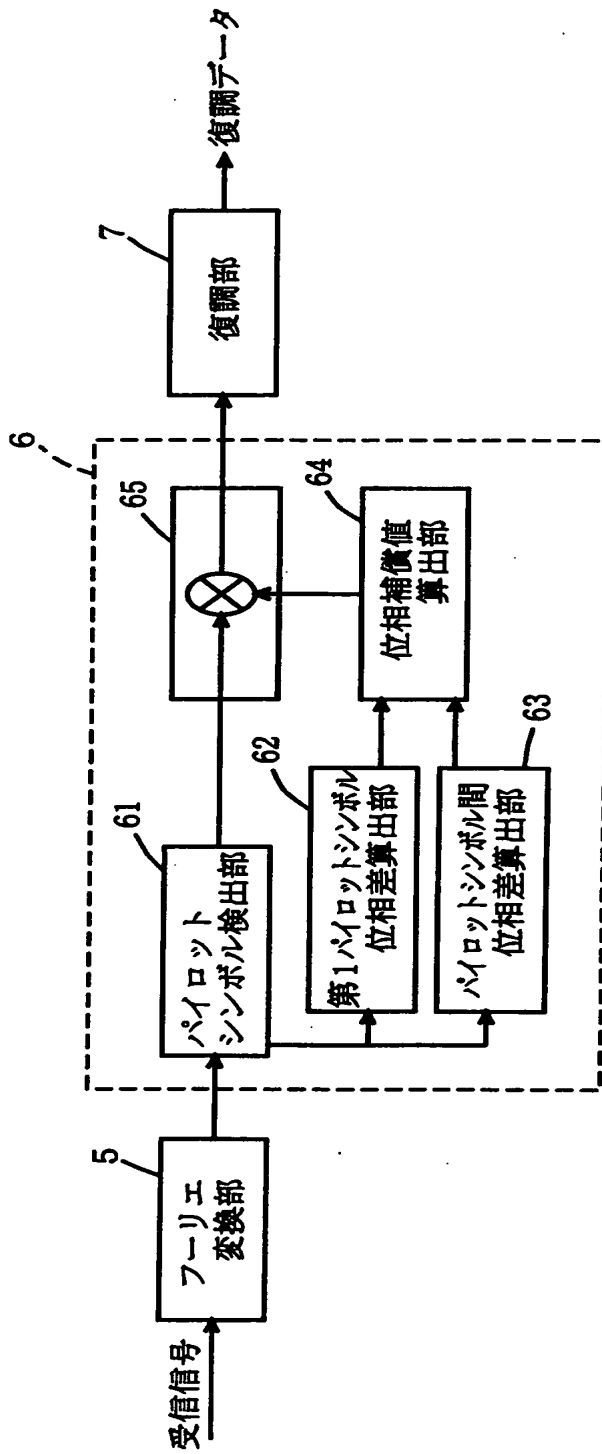 受信信号
5
フーリエ
変換部
6
61
パイロット
シンボル検出部
62
第1パイロットシンボル
位相差算出部
63
パイロットシンボル間
位相差算出部
64
位相補償値
算出部
65
7
復調部
復調データ